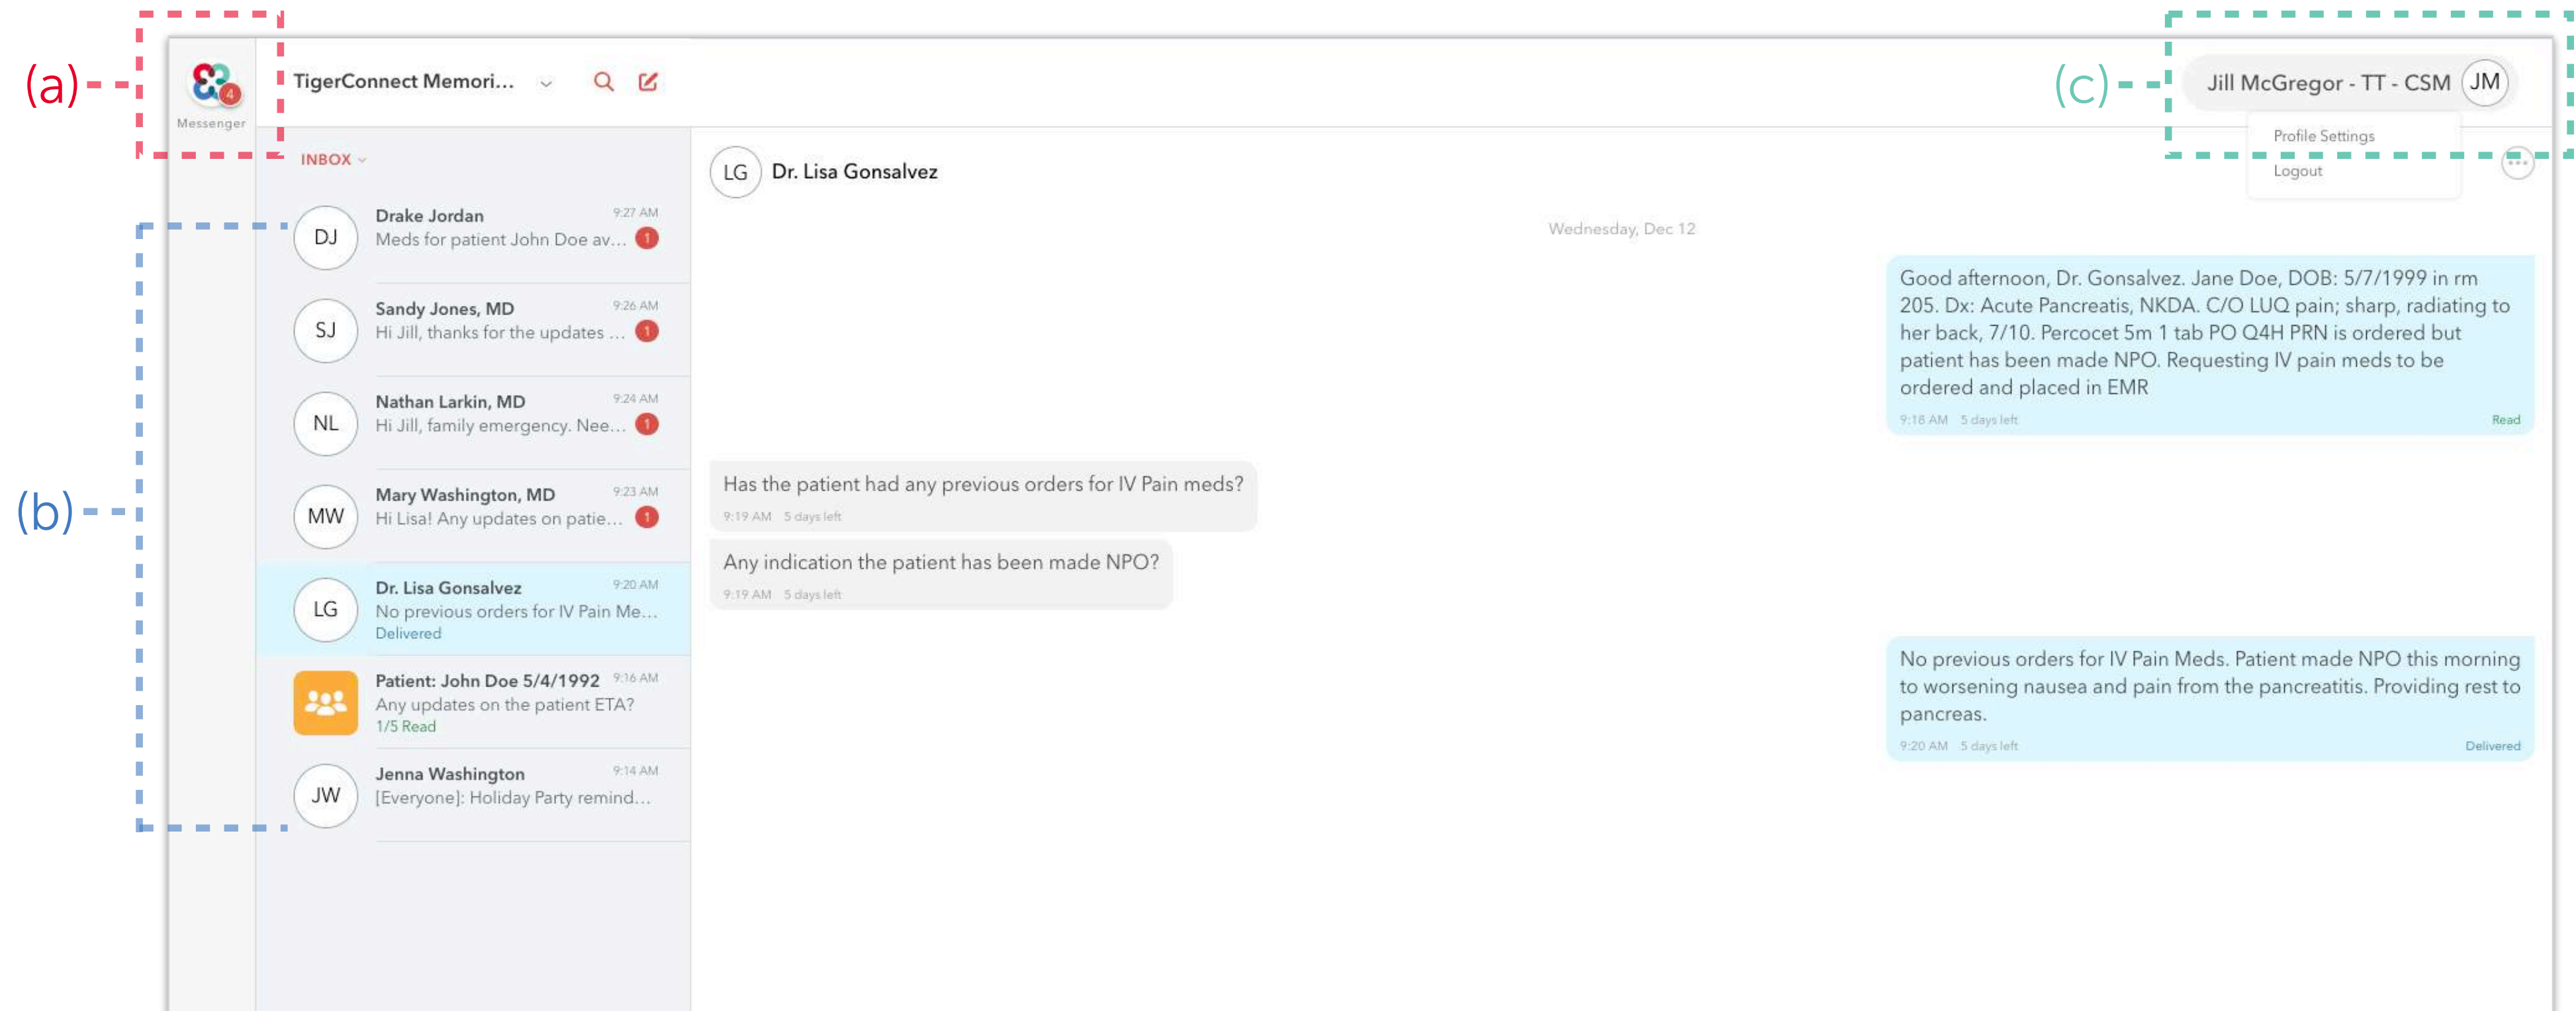 (a)
4
Messenger
TigerConnect Memori...
(c)
Jill McGregor - TT - CSM
JM
Profile Settings
Logout
INBOX
(b)
DJ
Drake Jordan 9:27 AM
Meds for patient John Doe av... 1
SJ
Sandy Jones, MD 9:26 AM
Hi Jill, thanks for the updates ... 1
NL
Nathan Larkin, MD 9:24 AM
Hi Jill, family emergency. Nee... 1
MW
Mary Washington, MD 9:23 AM
Hi Lisa! Any updates on patie... 1
LG
Dr. Lisa Gonsalvez 9:20 AM
No previous orders for IV Pain Me...
Delivered
Patient: John Doe 5/4/1992 9:16 AM
Any updates on the patient ETA?
1/5 Read
JW
Jenna Washington 9:14 AM
[Everyone]: Holiday Party remind...
LG Dr. Lisa Gonsalvez
Wednesday, Dec 12
Good afternoon, Dr. Gonsalvez. Jane Doe, DOB: 5/7/1999 in rm
205. Dx: Acute Pancreatis, NKDA. C/O LUQ pain; sharp, radiating to
her back, 7/10. Percocet 5m 1 tab PO Q4H PRN is ordered but
patient has been made NPO. Requesting IV pain meds to be
ordered and placed in EMR
9:18 AM 5 days left Read
Has the patient had any previous orders for IV Pain meds?
9:19 AM 5 days left
Any indication the patient has been made NPO?
9:19 AM 5 days left
No previous orders for IV Pain Meds. Patient made NPO this morning
to worsening nausea and pain from the pancreatitis. Providing rest to
pancreas.
9:20 AM 5 days left Delivered